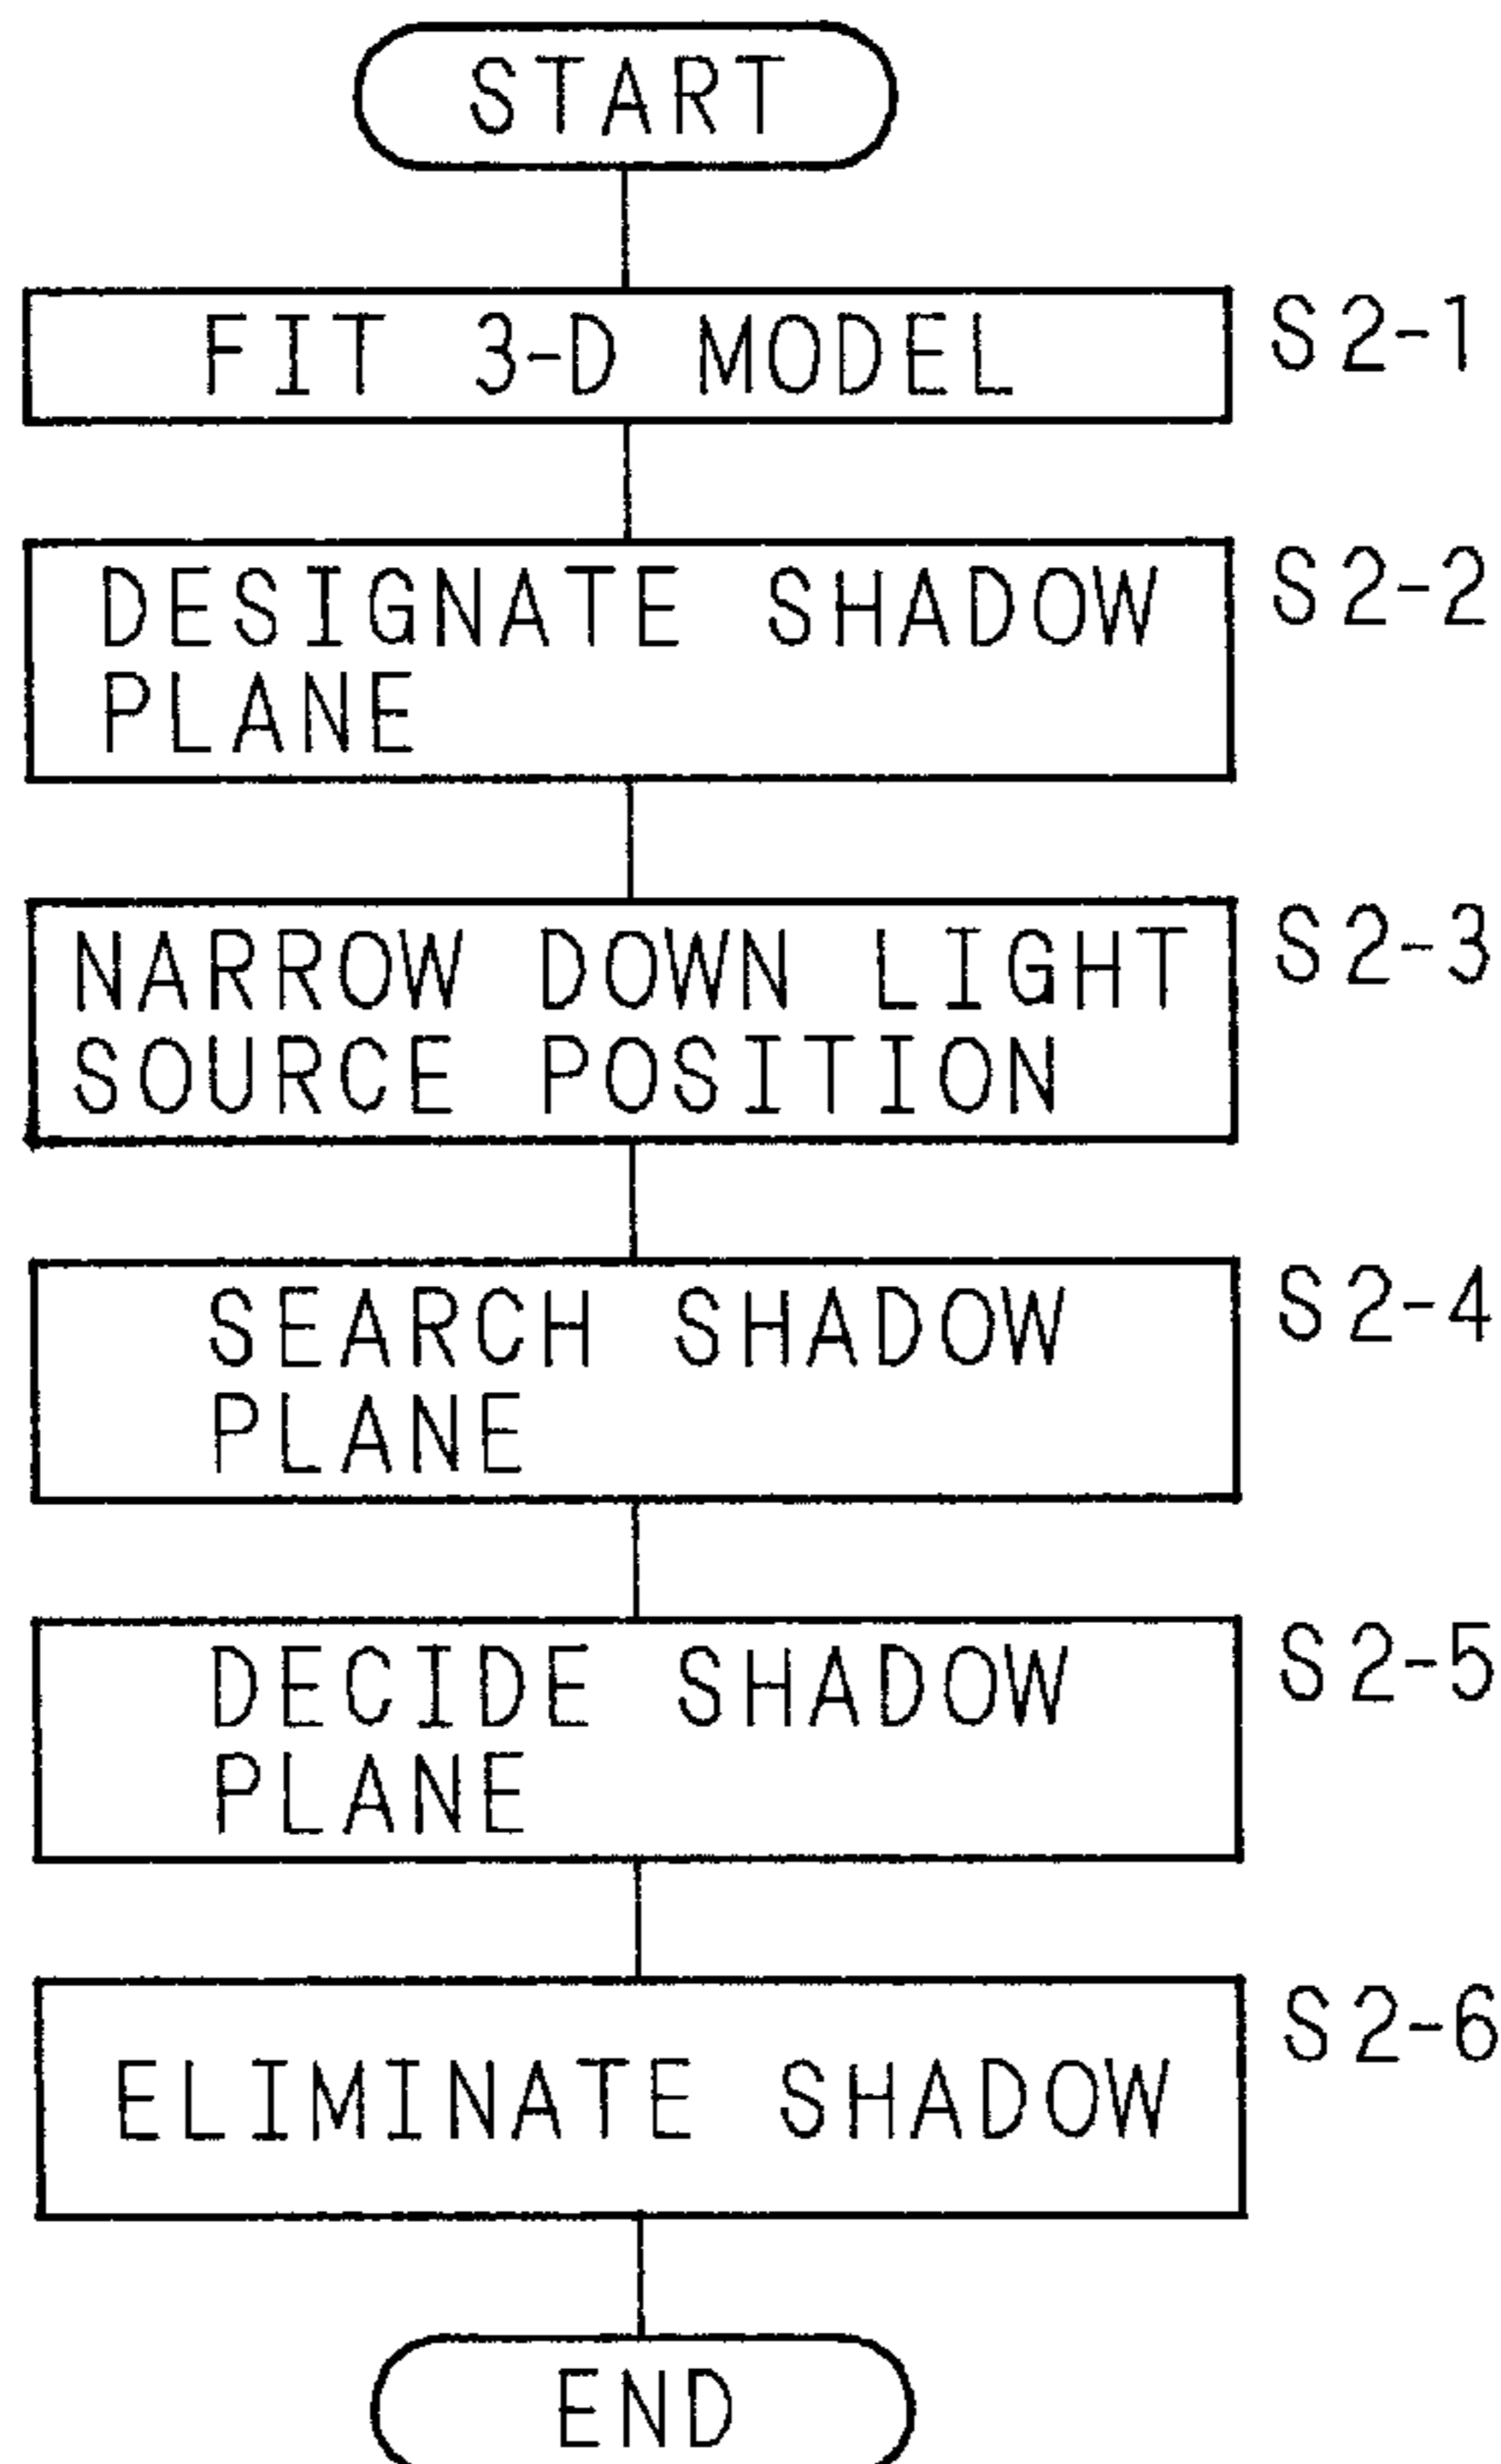 START
FIT 3-D MODEL
S2-1
DESIGNATE SHADOW
PLANE
S2-2
NARROW DOWN LIGHT
SOURCE POSITION
S2-3
SEARCH SHADOW
PLANE
S2-4
DECIDE SHADOW
PLANE
S2-5
ELIMINATE SHADOW
S2-6
END